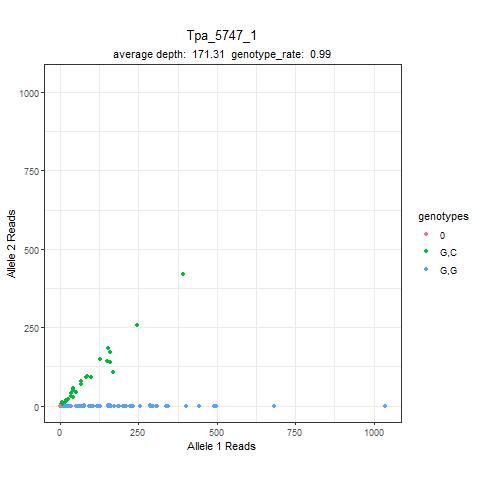 Tpa_5747_1
average depth:  171.31  genotype_rate:  0.99
1000
750
500
250
0
Allele 2 Reads
0 250 500 750 1000
Allele 1 Reads
genotypes
0
G,C
G,G